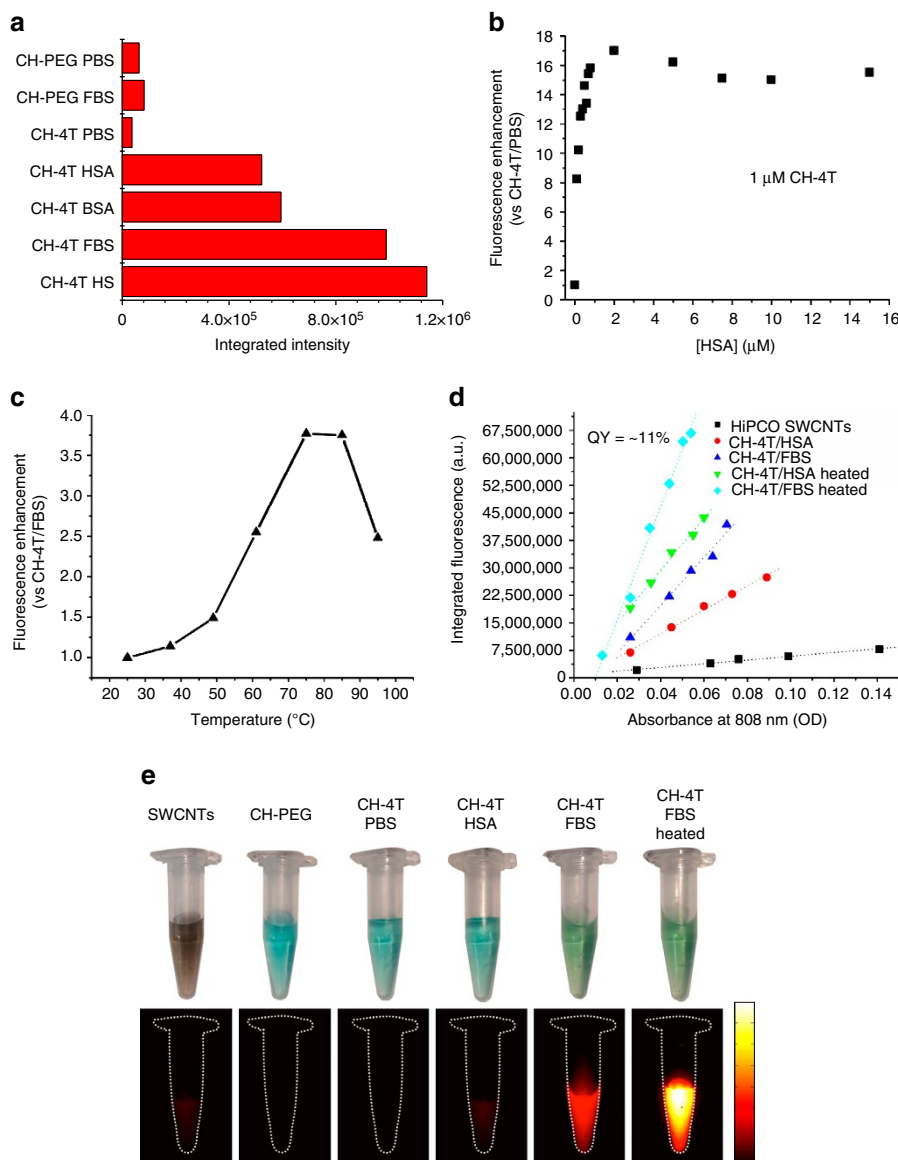 a
CH-PEG PBS
CH-PEG FBS
CH-4T PBS
CH-4T HSA
CH-4T BSA
CH-4T FBS
CH-4T HS
0
4.0×10⁵
8.0×10⁵
1.2×10⁶
Integrated intensity
b
Fluorescence enhancement
(vs CH-4T/PBS)
18
16
14
12
10
8
6
4
2
0
1 μM CH-4T
0
2
4
6
8
10
12
14
16
[HSA] (μM)
c
Fluorescence enhancement
(vs CH-4T/FBS)
4.0
3.5
3.0
2.5
2.0
1.5
1.0
20
30
40
50
60
70
80
90
100
Temperature (°C)
d
Integrated fluorescence (a.u.)
67,500,000
60,000,000
52,500,000
45,000,000
37,500,000
30,000,000
22,500,000
15,000,000
7,500,000
0
QY = ~11%
HiPCO SWCNTs
CH-4T/HSA
CH-4T/FBS
CH-4T/HSA heated
CH-4T/FBS heated
0.00
0.02
0.04
0.06
0.08
0.10
0.12
0.14
Absorbance at 808 nm (OD)
e
SWCNTs
CH-PEG
CH-4T
PBS
CH-4T
HSA
CH-4T
FBS
CH-4T
FBS
heated